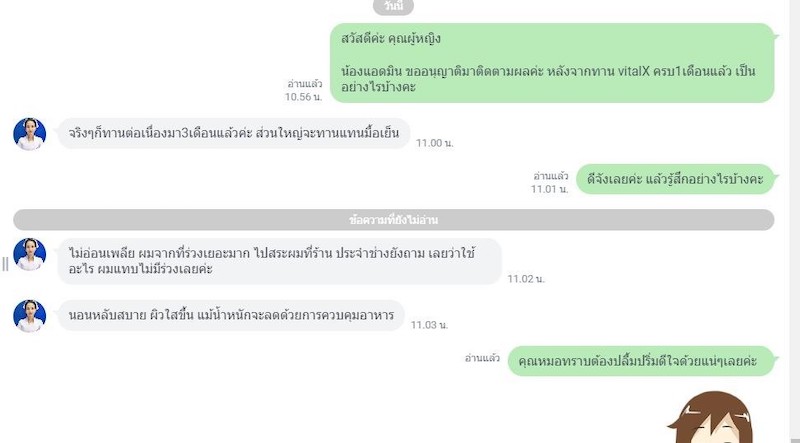 วันนี้
สวัสดีค่ะ คุณผู้หญิง
น้องแอดมิน ขออนุญาติมาติดตามผลค่ะ หลังจากทาน vitalX ครบ1เดือนแล้ว เป็น
อย่างไรบ้างคะ
อ่านแล้ว
10.56 น.
จริงๆก็ทานต่อเนื่องมา3เดือนแล้วค่ะ ส่วนใหญ่จะทานแทนมื้อเย็น
11.00 น.
ดีจังเลยค่ะ แล้วรู้สึกอย่างไรบ้างคะ
อ่านแล้ว
11.01 น.
ข้อความที่ยังไม่อ่าน
ไม่อ่อนเพลีย ผมจากที่ร่วงเยอะมาก ไปสระผมที่ร้าน ประจำช่างยังถาม เลยว่าใช้
อะไร ผมแทบไม่มีร่วงเลยค่ะ
11.02 น.
นอนหลับสบาย ผิวใสขึ้น แม้น้ำหนักจะลดด้วยการควบคุมอาหาร
11.03 น.
อ่านแล้ว
คุณหมอทราบต้องปลื้มปริ่มดีใจด้วยแน่ๆเลยค่ะ